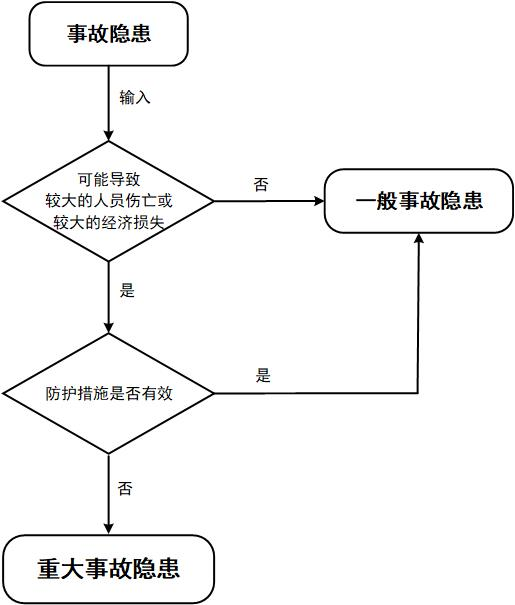 事故隐患
输入
可能导致
较大的人员伤亡或
较大的经济损失
否
一般事故隐患
是
防护措施是否有效
是
否
重大事故隐患